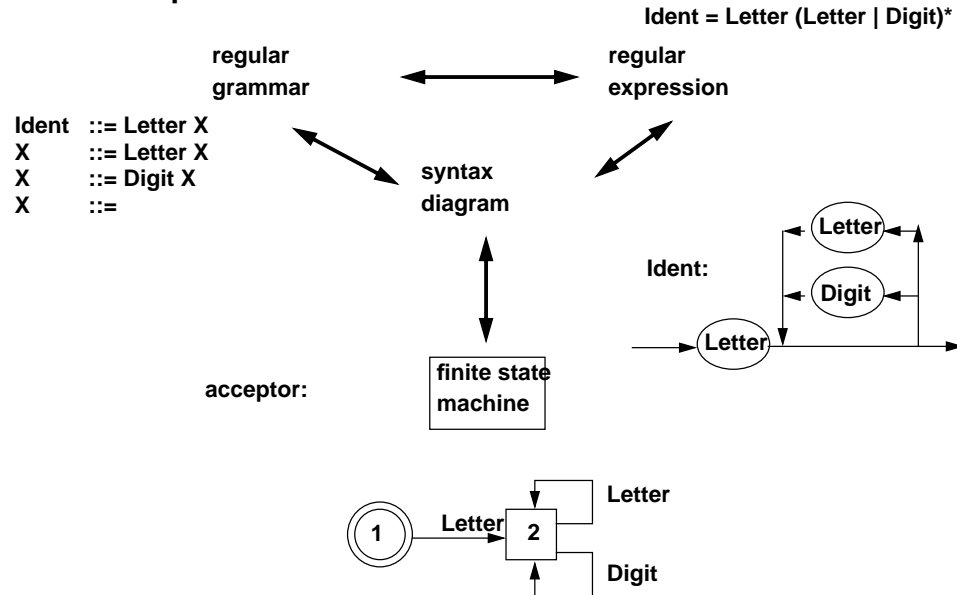 Ident = Letter (Letter | Digit)*
regular
grammar
regular
expression
Ident ::= Letter X
X ::= Letter X
X ::= Digit X
X ::=
syntax
diagram
Letter
Ident:
Digit
Letter
acceptor:
finite state
machine
Letter
1
Letter
2
Digit